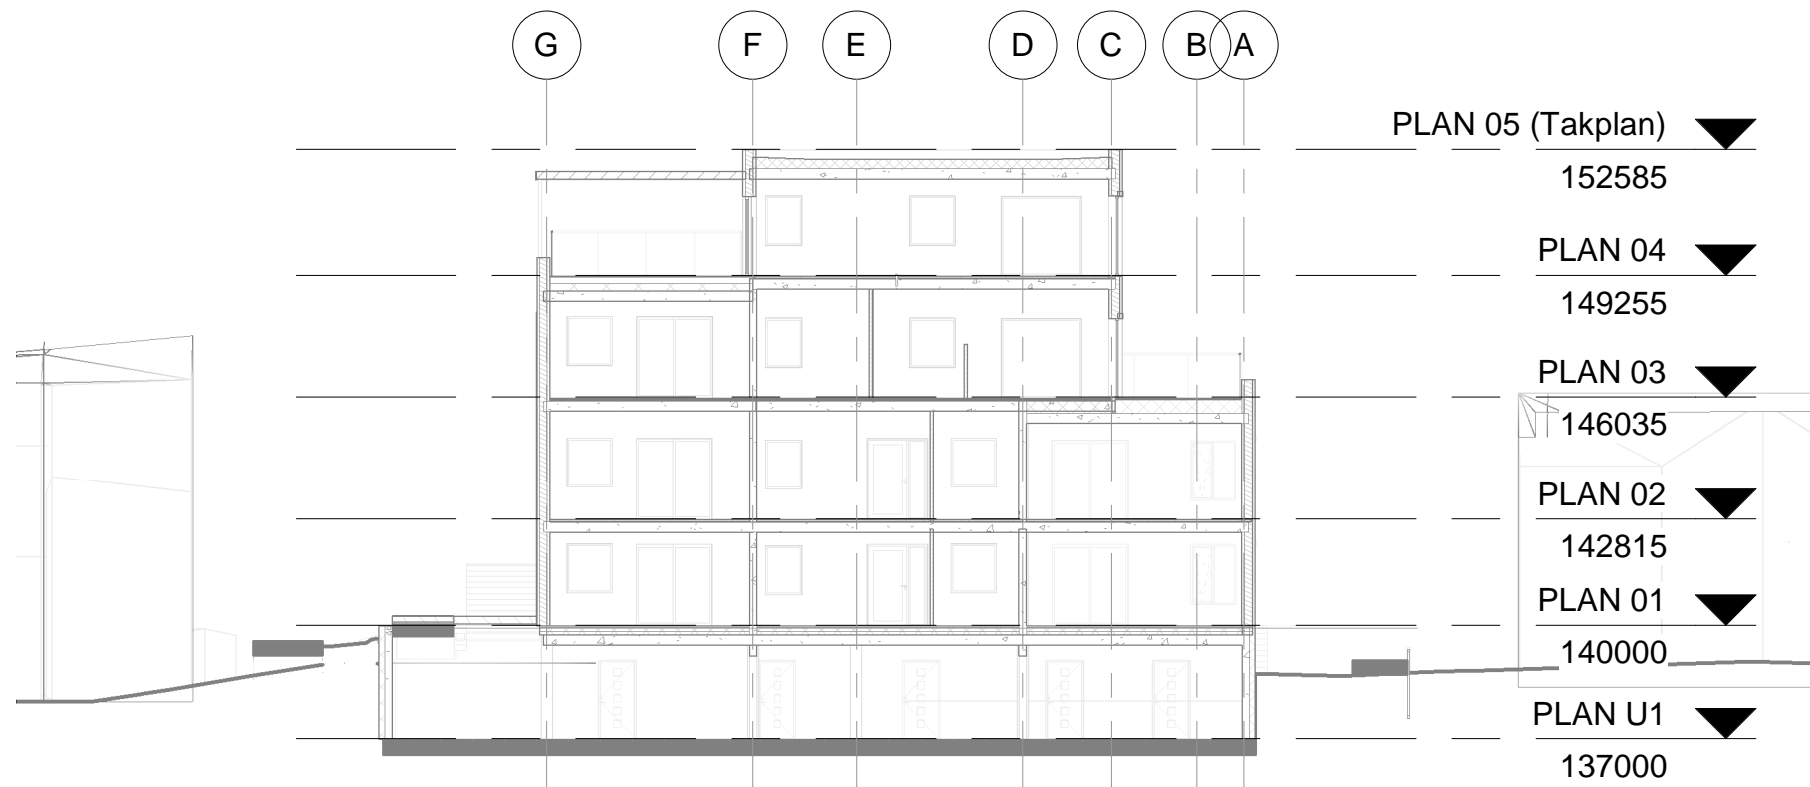 G F E D C B A
PLAN 05 (Takplan)
152585
PLAN 04
149255
PLAN 03
146035
PLAN 02
142815
PLAN 01
140000
PLAN U1
137000